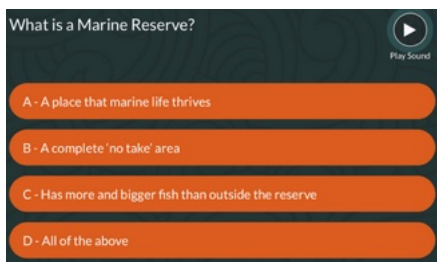 What is a Marine Reserve?
Play Sound
A - A place that marine life thrives
B - A complete 'no take' area
C - Has more and bigger fish than outside the reserve
D - All of the above